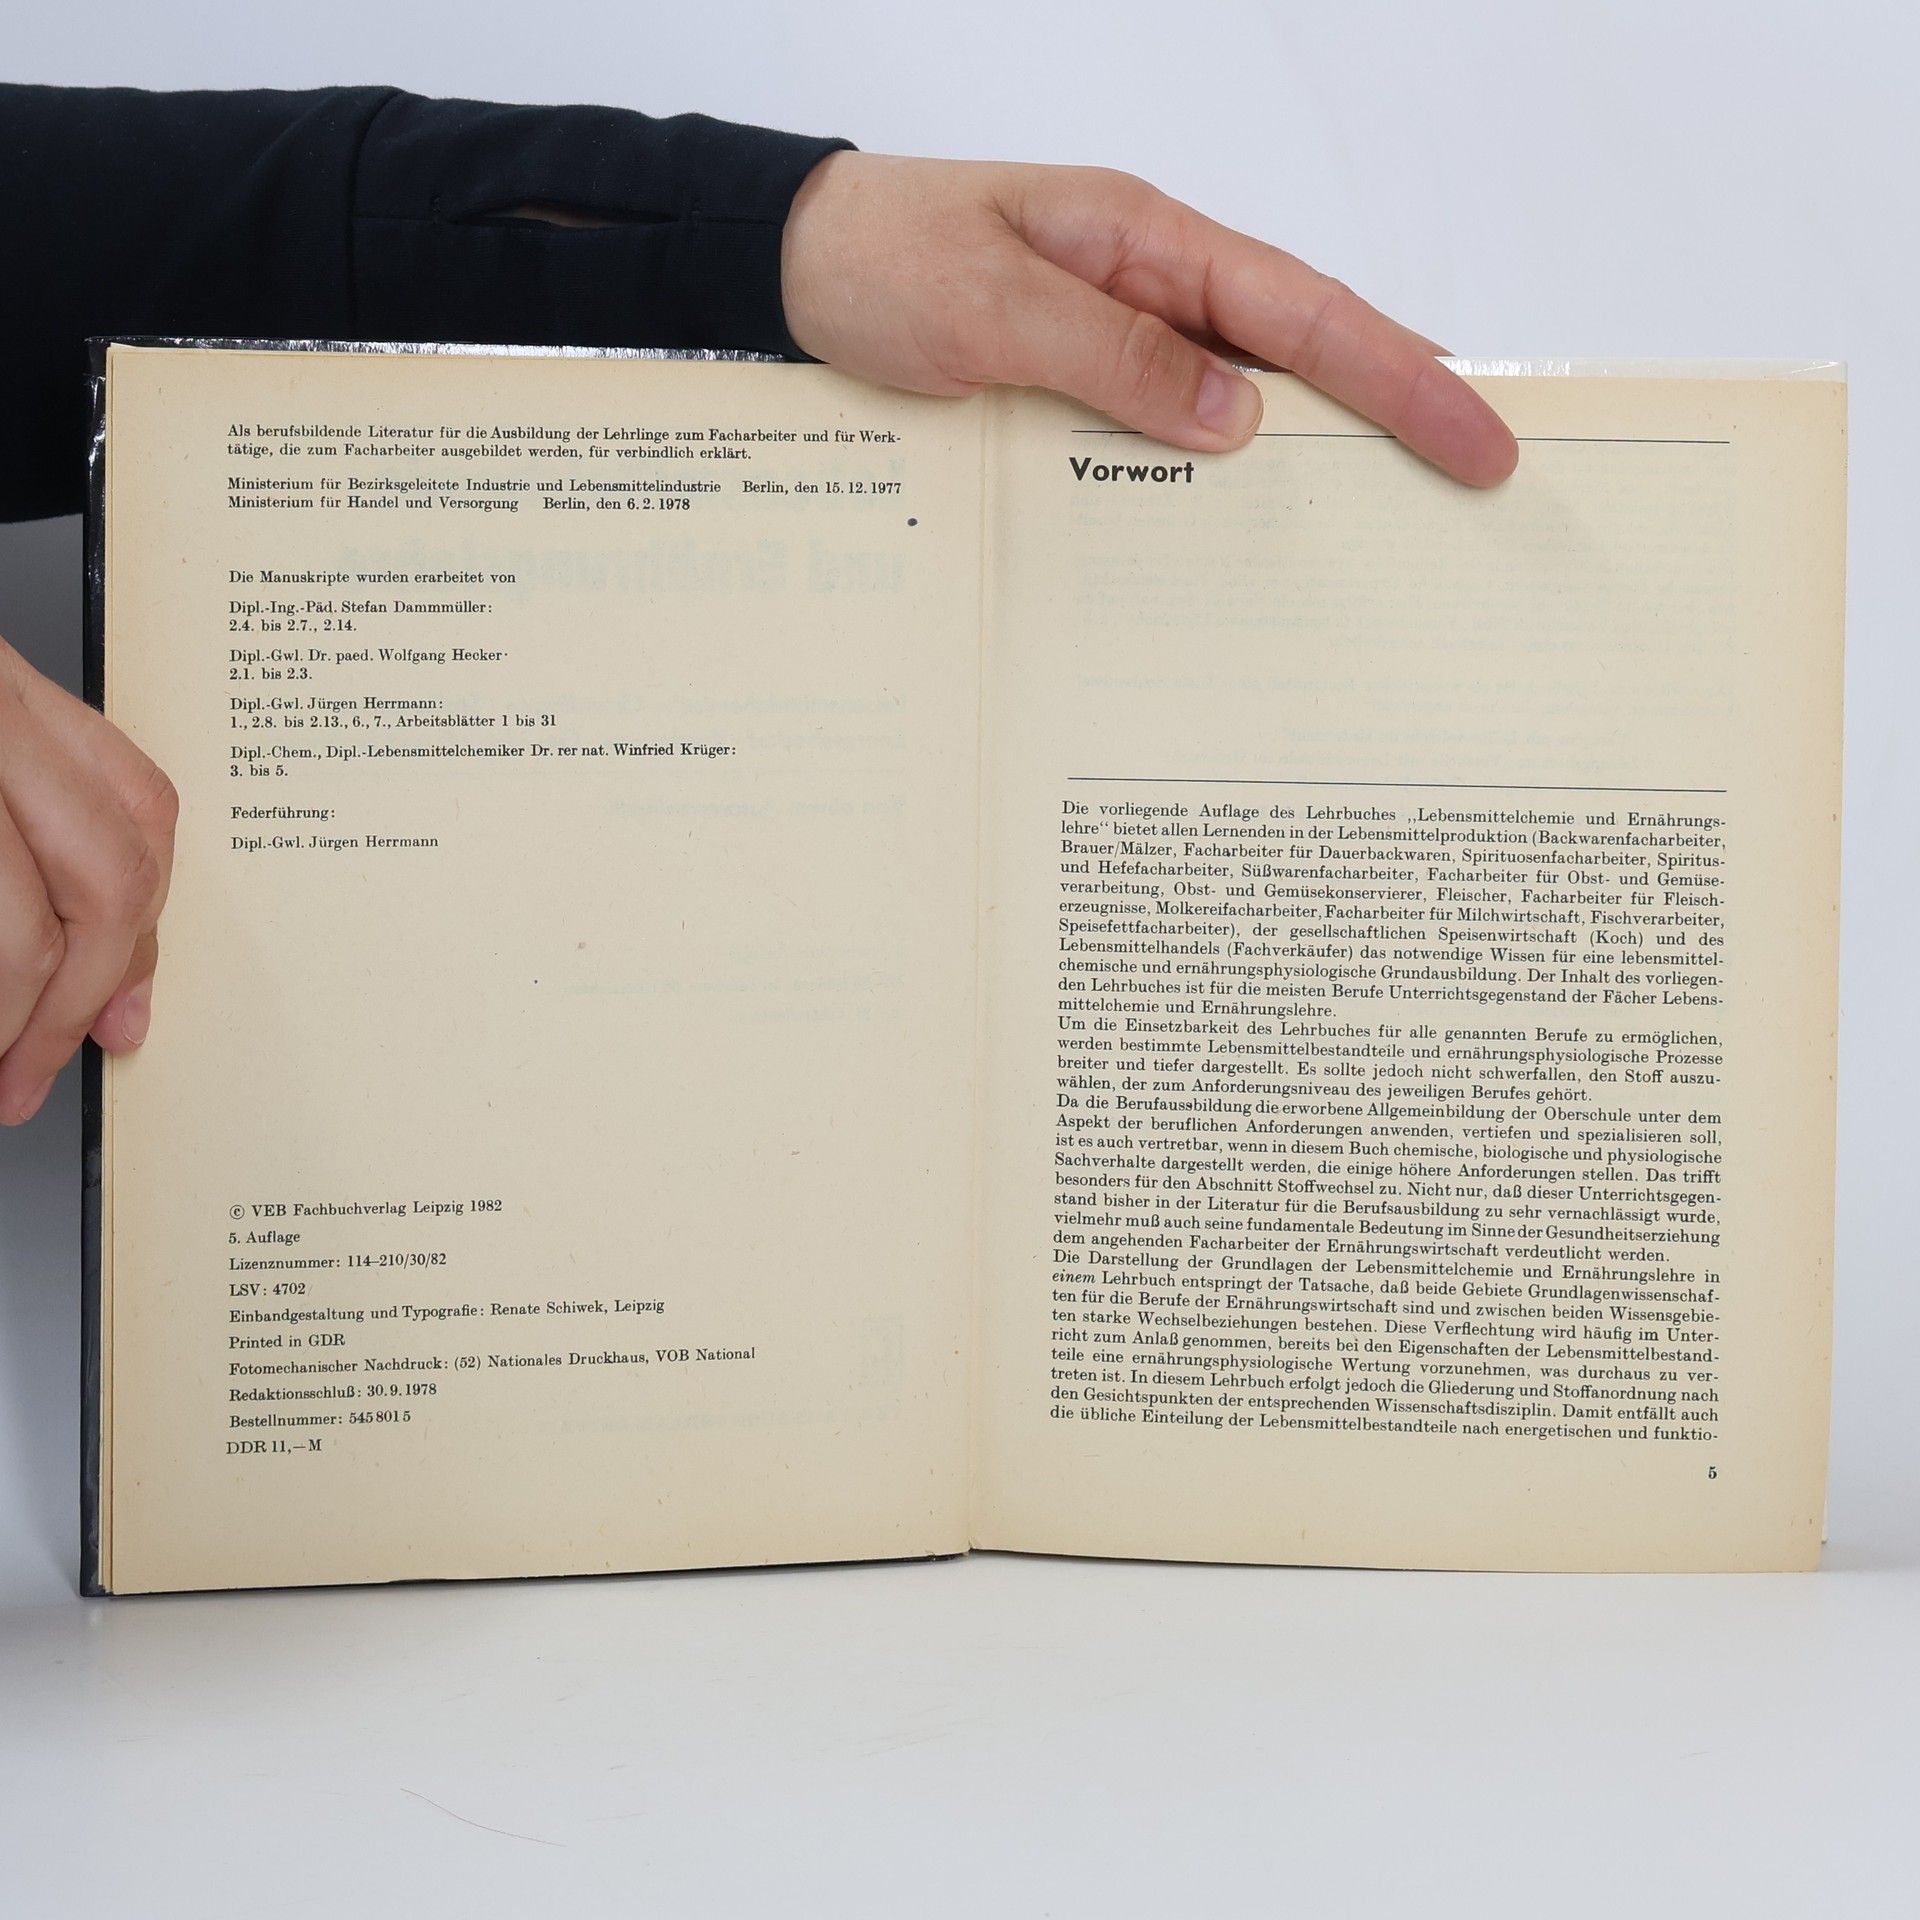 Als berufsbildende Literatur für die Ausbildung der Lehrlinge zum Facharbeiter und für Werk-
tätige, die zum Facharbeiter ausgebildet werden, für verbindlich erklärt.
Ministerium für Bezirksgeleitete Industrie und Lebensmittelindustrie Berlin, den 15.12.1977
Ministerium für Handel und Versorgung Berlin, den 6.2.1978
Die Manuskripte wurden erarbeitet von
Dipl.-Ing.-Päd. Stefan Dammmüller:
2.4. bis 2.7., 2.14.
Dipl.-Gwl. Dr. paed. Wolfgang Hecker·
2.1. bis 2.3.
Dipl.-Gwl. Jürgen Herrmann:
1., 2.8. bis 2.13., 6., 7., Arbeitsblätter 1 bis 31
Dipl.-Chem., Dipl.-Lebensmittelchemiker Dr. rer nat. Winfried Krüger:
3. bis 5.
Federführung:
Dipl.-Gwl. Jürgen Herrmann
© VEB Fachbuchverlag Leipzig 1982
5. Auflage
Lizenznummer: 114–210/30/82
LSV: 4702
Einbandgestaltung und Typografie: Renate Schiwek, Leipzig
Printed in GDR
Fotomechanischer Nachdruck: (52) Nationales Druckhaus, VOB National
Redaktionsschluß: 30.9.1978
Bestellnummer: 5458015
DDR 11,— M
Vorwort
Die vorliegende Auflage des Lehrbuches „Lebensmittelchemie und Ernährungs-
lehre“ bietet allen Lernenden in der Lebensmittelproduktion (Backwarenfacharbeiter,
Brauer/Mälzer, Facharbeiter für Dauerbackwaren, Spirituosenfacharbeiter, Spiritus-
und Hefefacharbeiter, Süßwarenfacharbeiter, Facharbeiter für Obst- und Gemüse-
verarbeitung, Obst- und Gemüsekonservierer, Fleischer, Facharbeiter für Fleisch-
erzeugnisse, Molkereifacharbeiter, Facharbeiter für Milchwirtschaft, Fischverarbeiter,
Speisefettfacharbeiter), der gesellschaftlichen Speisenwirtschaft (Koch) und des
Lebensmittelhandels (Fachverkäufer) das notwendige Wissen für eine lebensmittel-
chemische und ernährungsphysiologische Grundausbildung. Der Inhalt des vorliegen-
den Lehrbuches ist für die meisten Berufe Unterrichtsgegenstand der Fächer Lebens-
mittelchemie und Ernährungslehre.
Um die Einsetzbarkeit des Lehrbuches für alle genannten Berufe zu ermöglichen,
werden bestimmte Lebensmittelbestandteile und ernährungsphysiologische Prozesse
breiter und tiefer dargestellt. Es sollte jedoch nicht schwerfallen, den Stoff auszu-
wählen, der zum Anforderungsniveau des jeweiligen Berufes gehört.
Da die Berufaussbildung die erworbene Allgemeinbildung der Oberschule unter dem
Aspekt der beruflichen Anforderungen anwenden, vertiefen und spezialisieren soll,
ist es auch vertretbar, wenn in diesem Buch chemische, biologische und physiologische
Sachverhalte dargestellt werden, die einige höhere Anforderungen stellen. Das trifft
besonders für den Abschnitt Stoffwechsel zu. Nicht nur, daß dieser Unterrichtsgegen-
stand bisher in der Literatur für die Berufsausbildung zu sehr vernachlässigt wurde,
vielmehr muß auch seine fundamentale Bedeutung im Sinne der Gesundheitserziehung
dem angehenden Facharbeiter der Ernährungswirtschaft verdeutlicht werden.
Die Darstellung der Grundlagen der Lebensmittelchemie und Ernährungslehre in
einem Lehrbuch entspringt der Tatsache, daß beide Gebiete Grundlagenwissenschaf-
ten für die Berufe der Ernährungswirtschaft sind und zwischen beiden Wissensgebie-
ten starke Wechselbeziehungen bestehen. Diese Verflechtung wird häufig im Unter-
richt zum Anlaß genommen, bereits bei den Eigenschaften der Lebensmittelbestand-
teile eine ernährungsphysiologische Wertung vorzunehmen, was durchaus zu ver-
treten ist. In diesem Lehrbuch erfolgt jedoch die Gliederung und Stoffanordnung nach
den Gesichtspunkten der entsprechenden Wissenschaftsdisziplin. Damit entfällt auch
die übliche Einteilung der Lebensmittelbestandteile nach energetischen und funktio-
5